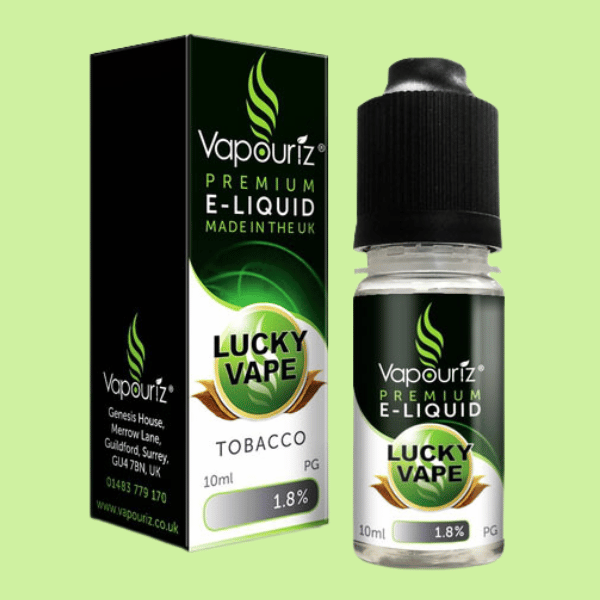 Vapouriz®
PREMIUM
E-LIQUID
MADE IN THE UK
LUCKY
VAPE
TOBACCO
10ml PG
1.8%
Vapouriz®
Genesis House,
Merrow Lane,
Guildford, Surrey,
GU4 7BN, UK
01483 779 170
www.vapouriz.co.uk
Vapouriz®
PREMIUM
E-LIQUID
LUCKY
VAPE
10ml 1.8% PG